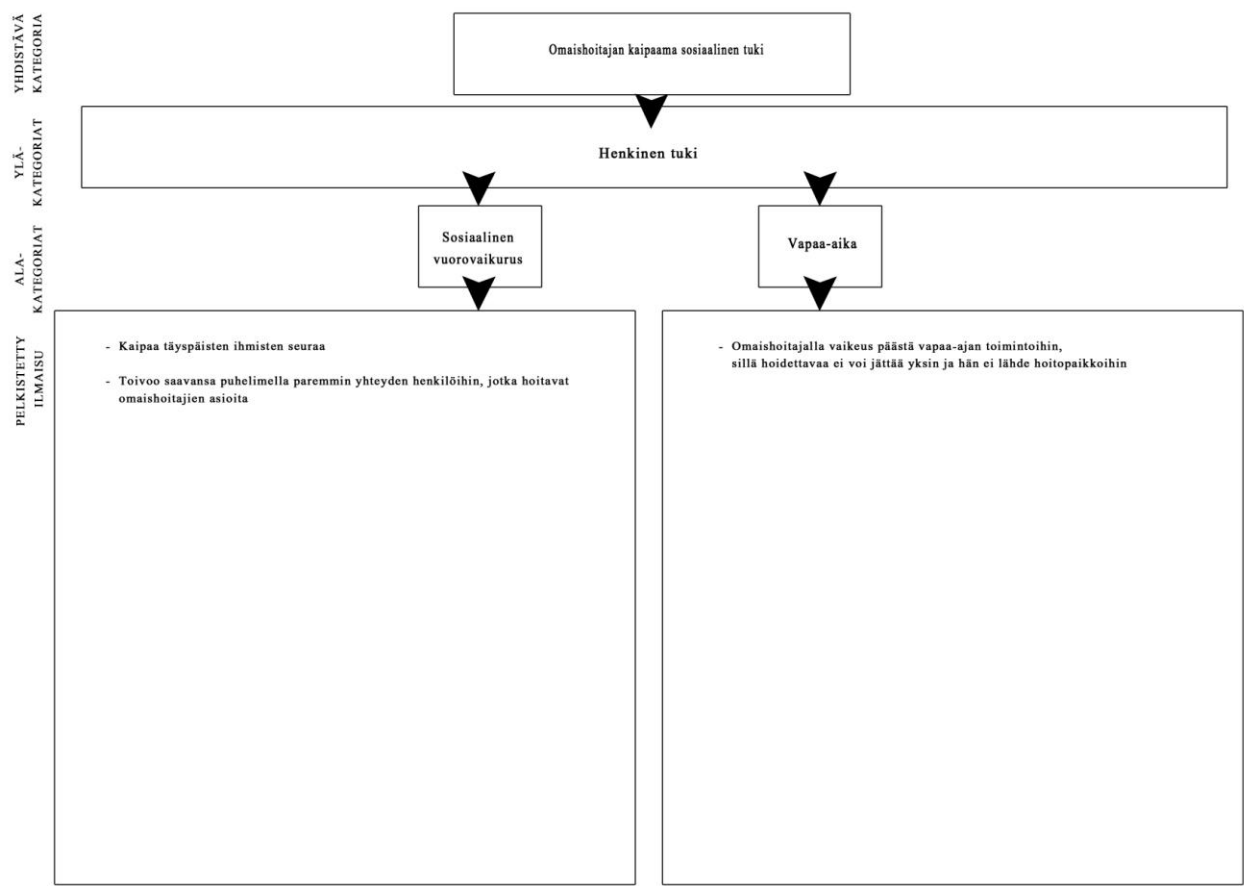 YHDISTÄVÄ
KATEGORIA
Omaishoitajan kaipaama sosiaalinen tuki
YLÄ-
KATEGORIAT
Henkinen tuki
ALA-
KATEGORIAT
Sosiaalinen
vuorovaikurus
Vapaa-aika
PELKISTETTY
ILMAISU
- Kaipaa täyspäisten ihmisten seuraa
- Toivoo saavansa puhelimella paremmin yhteyden henkilöihin, jotka hoitavat
omaishoitajien asioita
- Omaishoitajalla vaikeus päästä vapaa-ajan toimintoihin,
sillä hoidettavaa ei voi jättää yksin ja hän ei lähde hoitopaikkoihin